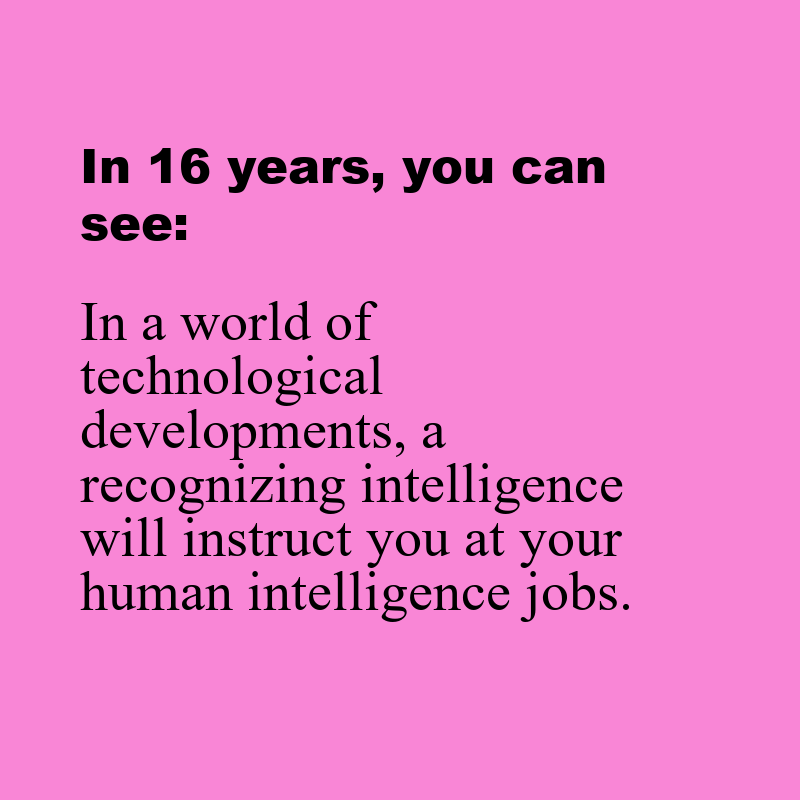 In 16 years, you can
see:
In a world of
technological
developments, a
recognizing intelligence
will instruct you at your
human intelligence jobs.